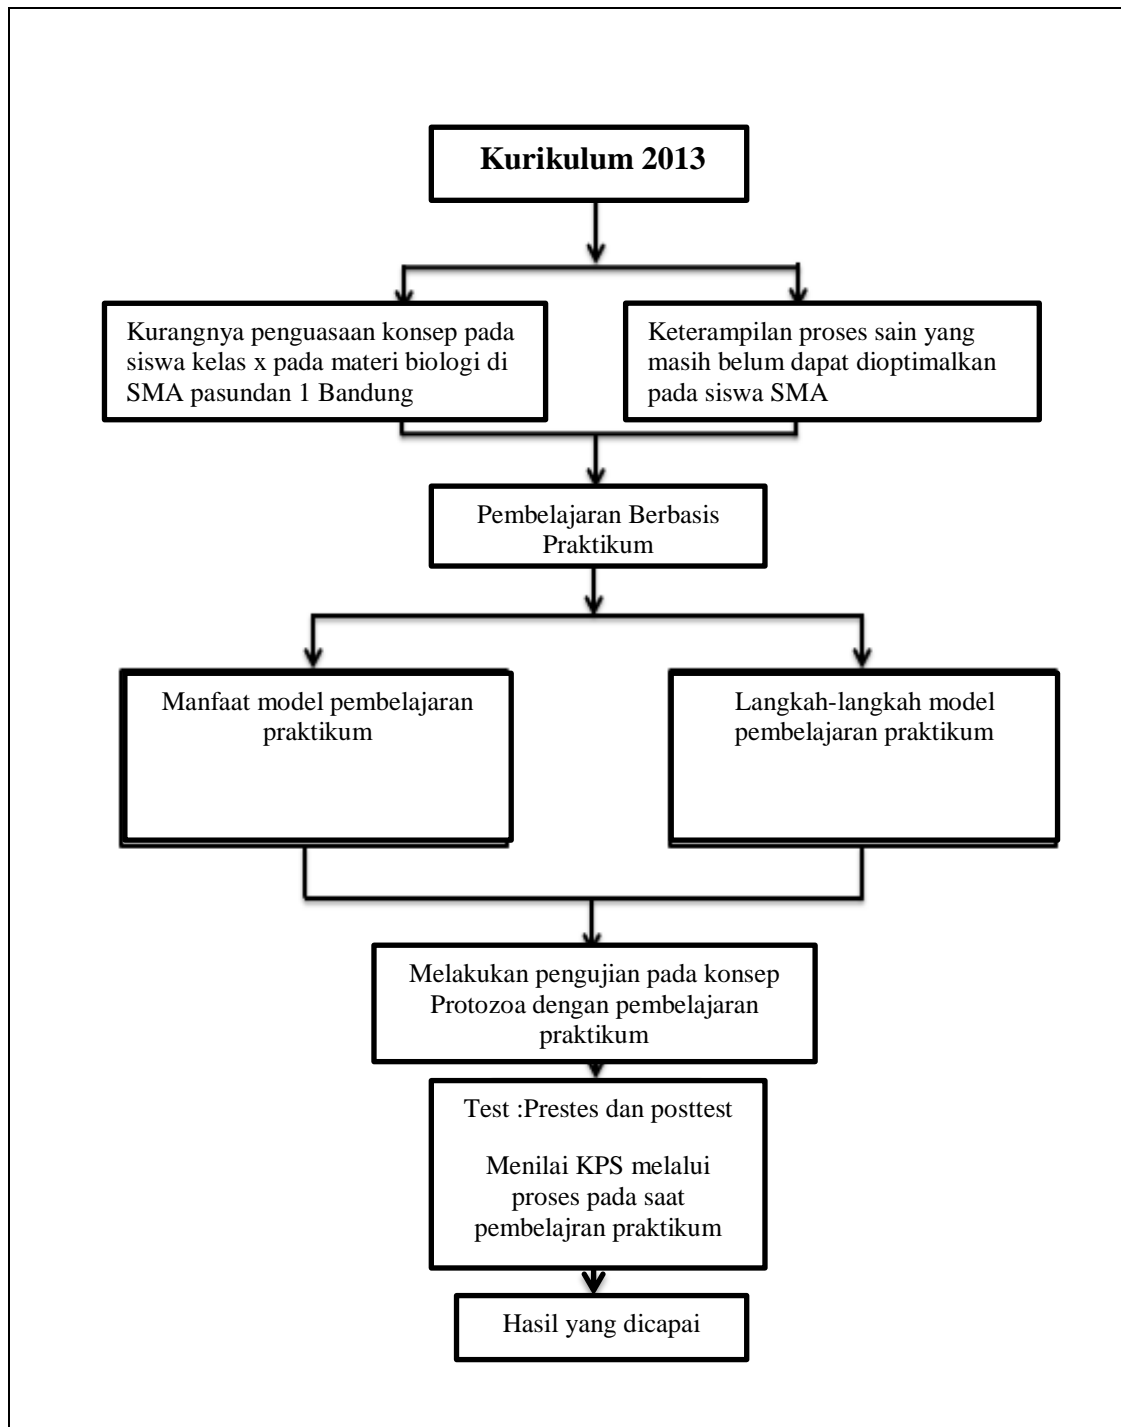 Kurikulum 2013
Kurangnya penguasaan konsep pada
siswa kelas x pada materi biologi di
SMA pasundan 1 Bandung
Keterampilan proses sain yang
masih belum dapat dioptimalkan
pada siswa SMA
Pembelajaran Berbasis
Praktikum
Manfaat model pembelajaran
praktikum
Langkah-langkah model
pembelajaran praktikum
Melakukan pengujian pada konsep
Protozoa dengan pembelajaran
praktikum
Test :Prestes dan posttest
Menilai KPS melalui
proses pada saat
pembelajran praktikum
Hasil yang dicapai